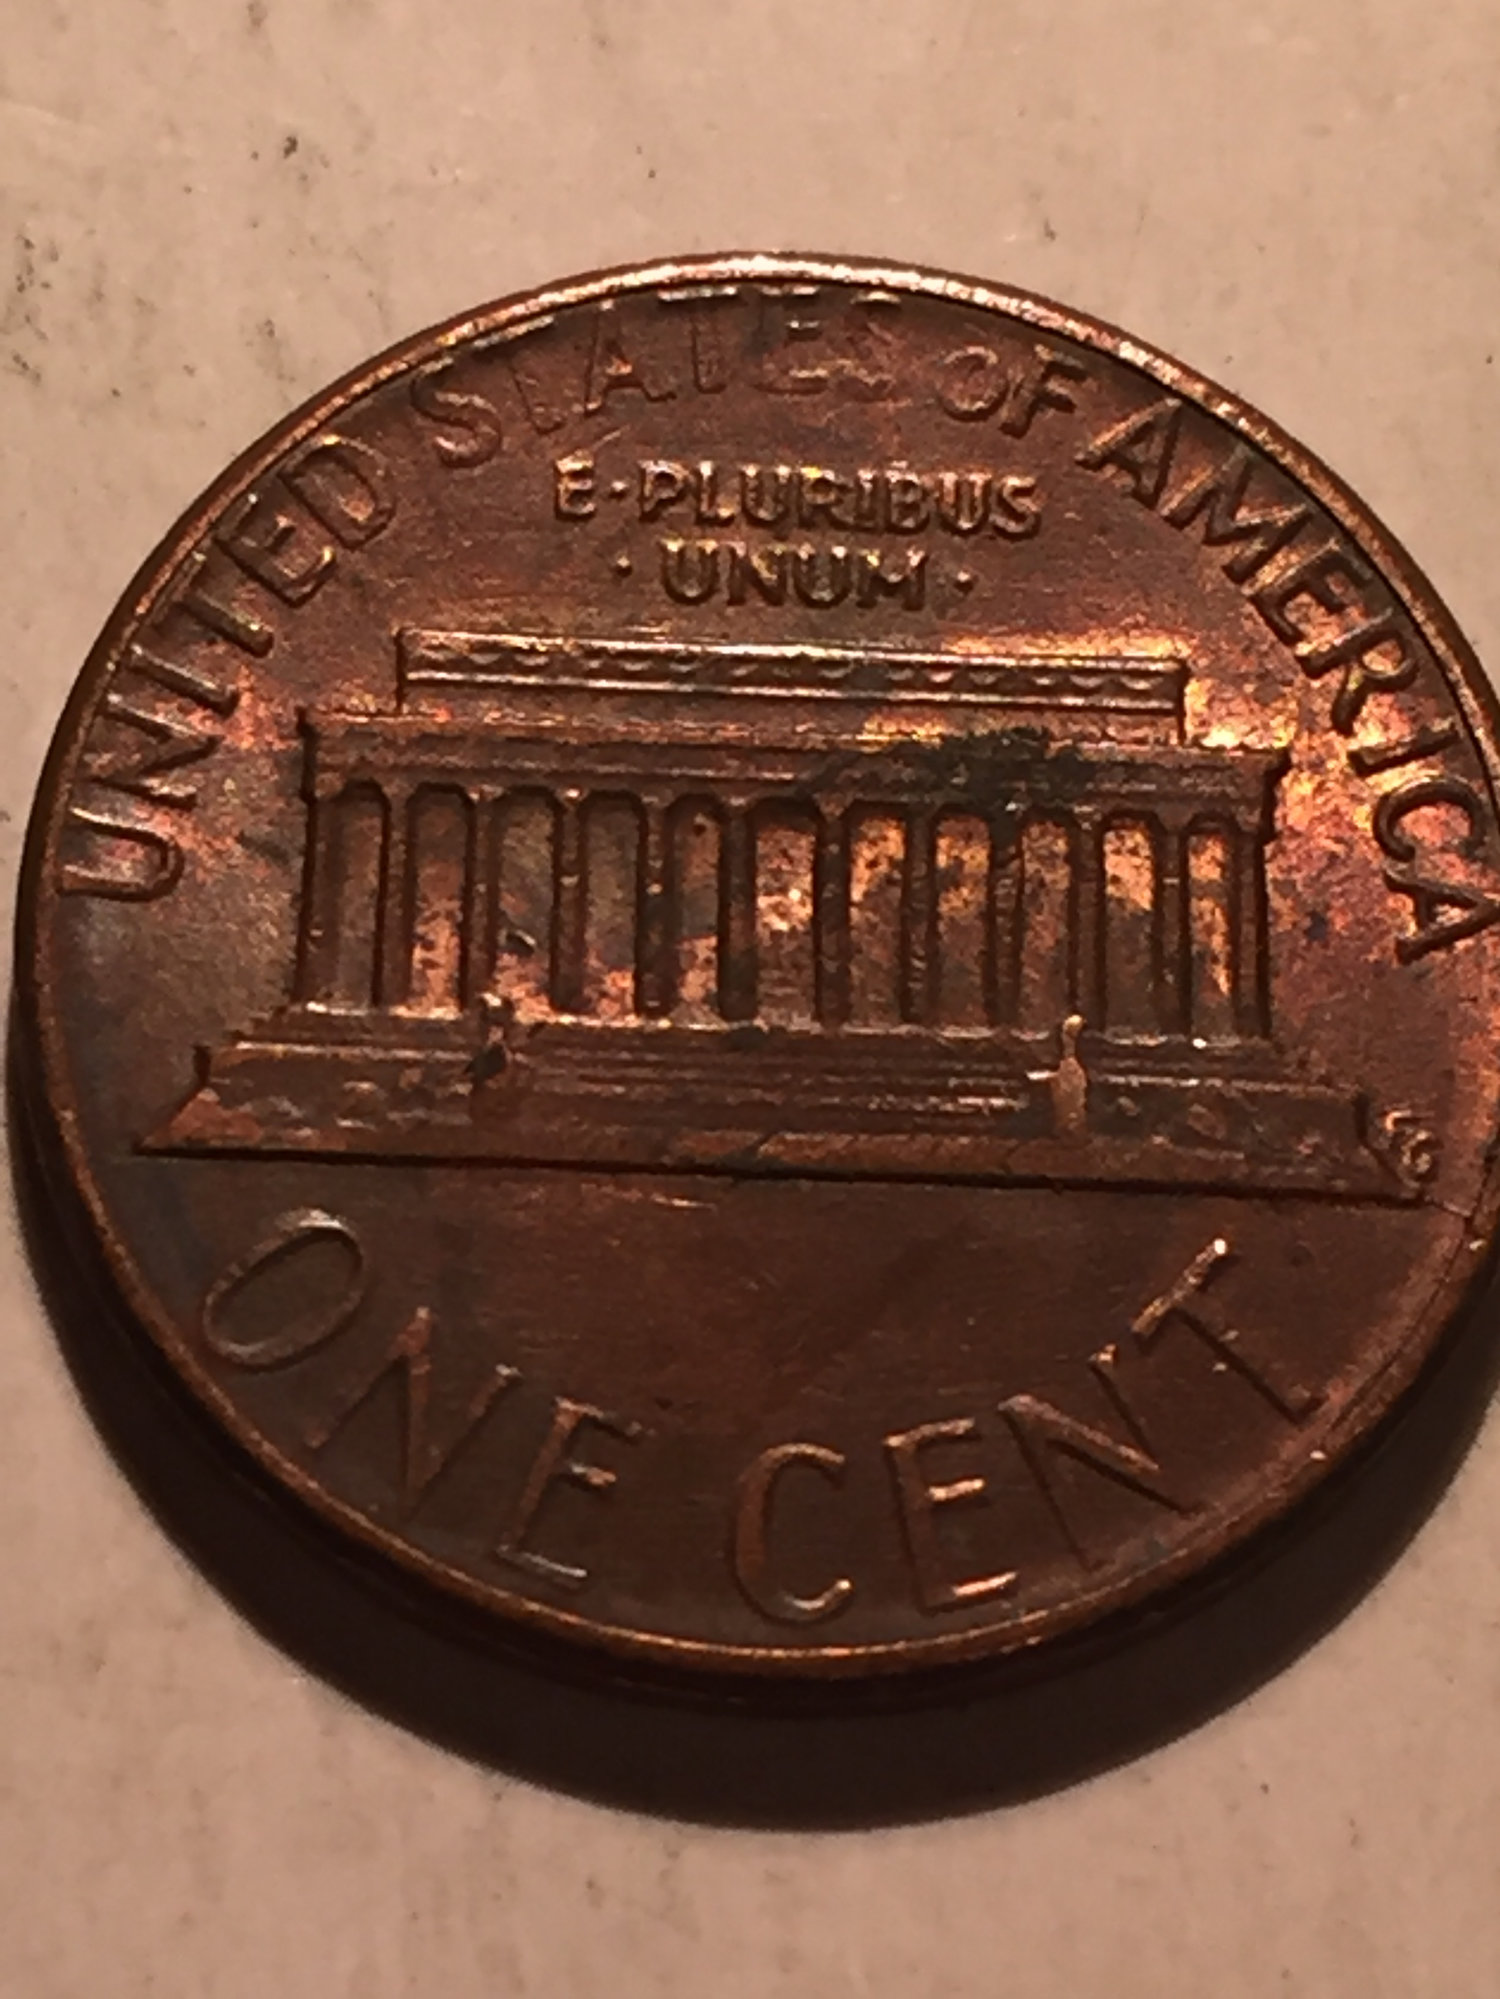 UNITED STATES OF AMERICA
E·PLURIBUS
·UNUM·
ONE CENT